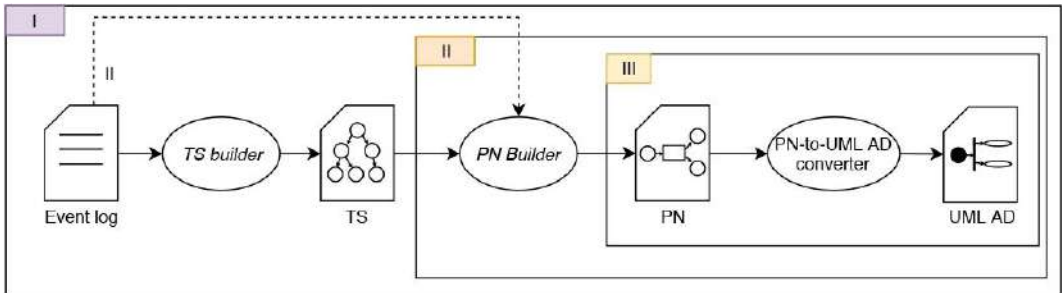 I
II
III
II
TS builder
PN Builder
PN-to-UML AD
converter
Event log
TS
PN
UML AD